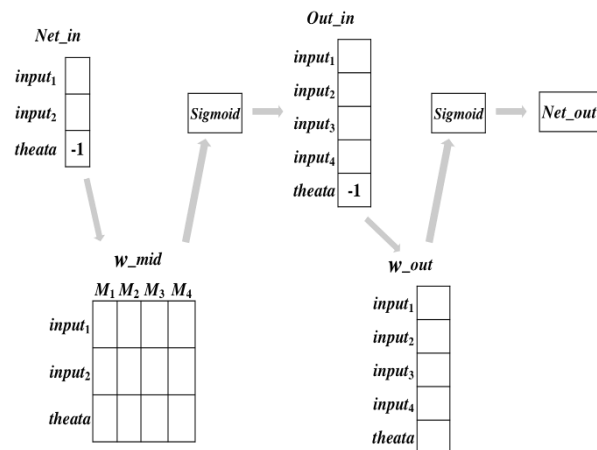 Net_in
input1
input2
theata -1
Sigmoid
w_mid
M1 M2 M3 M4
input1
input2
theata
Out_in
input1
input2
input3
input4
theata -1
Sigmoid
Net_out
w_out
input1
input2
input3
input4
theata